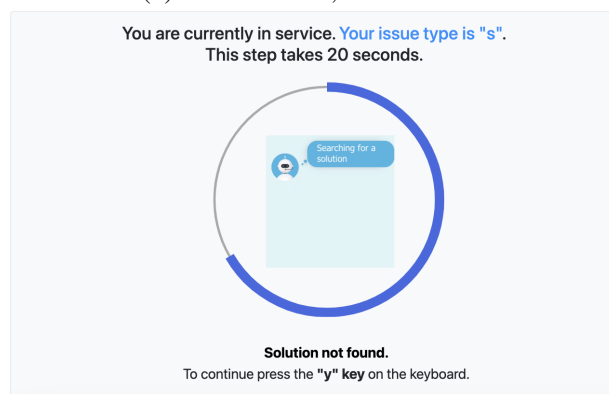 You are currently in service. Your issue type is "s".
This step takes 20 seconds.
Searching for a
solution
Solution not found.
To continue press the "y" key on the keyboard.